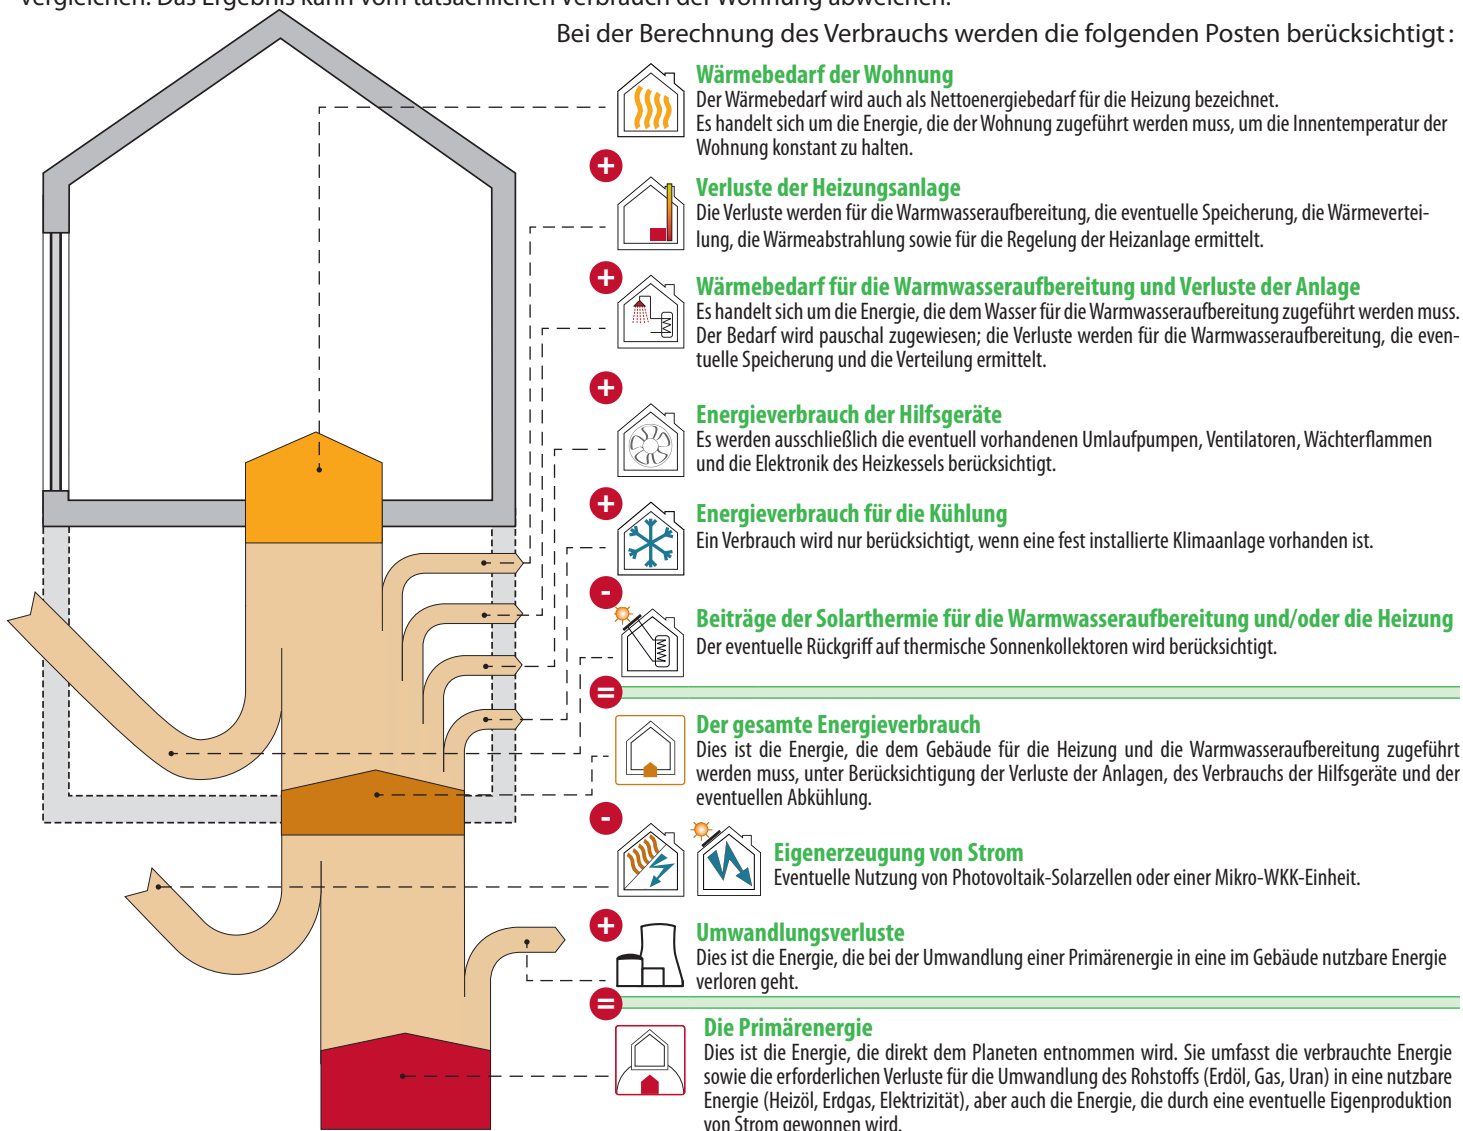 vergleichen. Das Ergebnis kann vom tatsächlichen Verbrauch der Wohnung abweichen.
Bei der Berechnung des Verbrauchs werden die folgenden Posten berücksichtigt :
Wärmebedarf der Wohnung
Der Wärmebedarf wird auch als Nettoenergiebedarf für die Heizung bezeichnet.
Es handelt sich um die Energie, die der Wohnung zugeführt werden muss, um die Innentemperatur der
Wohnung konstant zu halten.
+
Verluste der Heizungsanlage
Die Verluste werden für die Warmwasseraufbereitung, die eventuelle Speicherung, die Wärmevertei-
lung, die Wärmeabstrahlung sowie für die Regelung der Heizanlage ermittelt.
+
Wärmebedarf für die Warmwasseraufbereitung und Verluste der Anlage
Es handelt sich um die Energie, die dem Wasser für die Warmwasseraufbereitung zugeführt werden muss.
Der Bedarf wird pauschal zugewiesen; die Verluste werden für die Warmwasseraufbereitung, die even-
tuelle Speicherung und die Verteilung ermittelt.
+
Energieverbrauch der Hilfsgeräte
Es werden ausschließlich die eventuell vorhandenen Umlaufpumpen, Ventilatoren, Wächterflammen
und die Elektronik des Heizkessels berücksichtigt.
+
Energieverbrauch für die Kühlung
Ein Verbrauch wird nur berücksichtigt, wenn eine fest installierte Klimaanlage vorhanden ist.
-
Beiträge der Solarthermie für die Warmwasseraufbereitung und/oder die Heizung
Der eventuelle Rückgriff auf thermische Sonnenkollektoren wird berücksichtigt.
=
Der gesamte Energieverbrauch
Dies ist die Energie, die dem Gebäude für die Heizung und die Warmwasseraufbereitung zugeführt
werden muss, unter Berücksichtigung der Verluste der Anlagen, des Verbrauchs der Hilfsgeräte und der
eventuellen Abkühlung.
-
Eigenerzeugung von Strom
Eventuelle Nutzung von Photovoltaik-Solarzellen oder einer Mikro-WKK-Einheit.
+
Umwandlungsverluste
Dies ist die Energie, die bei der Umwandlung einer Primärenergie in eine im Gebäude nutzbare Energie
verloren geht.
=
Die Primärenergie
Dies ist die Energie, die direkt dem Planeten entnommen wird. Sie umfasst die verbrauchte Energie
sowie die erforderlichen Verluste für die Umwandlung des Rohstoffs (Erdöl, Gas, Uran) in eine nutzbare
Energie (Heizöl, Erdgas, Elektrizität), aber auch die Energie, die durch eine eventuelle Eigenproduktion
von Strom gewonnen wird.